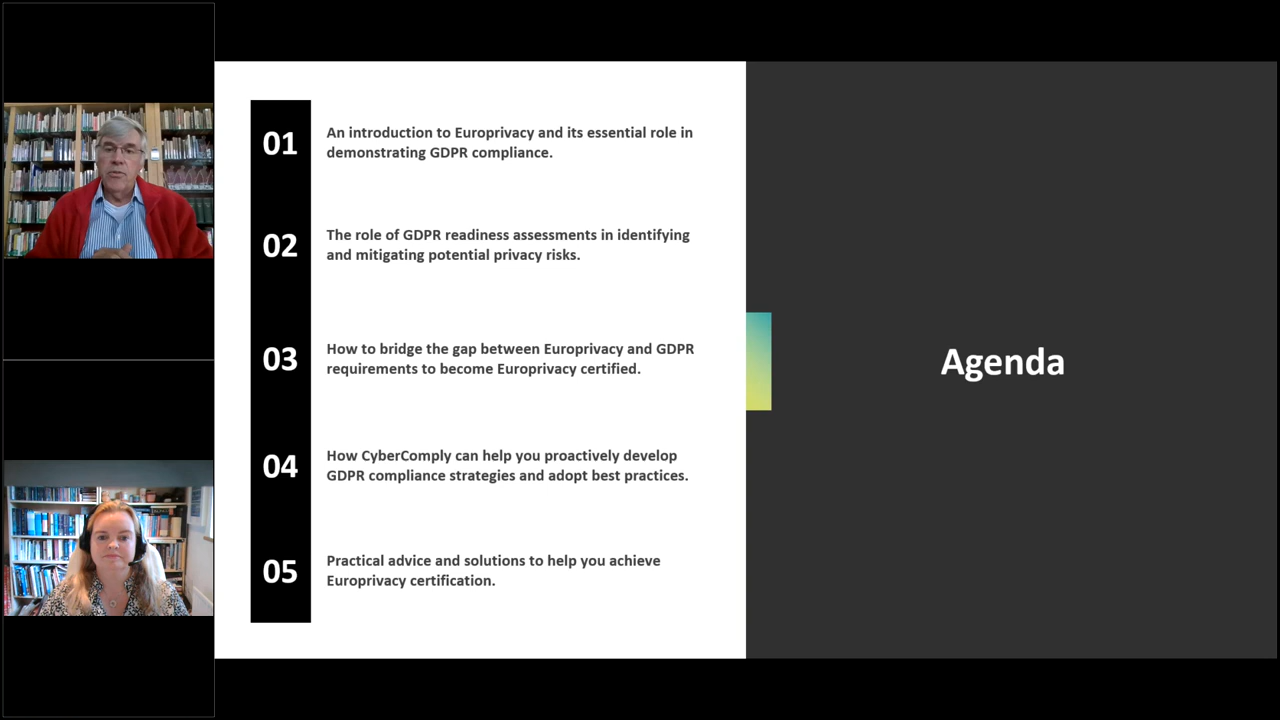 01
An introduction to Europrivacy and its essential role in
demonstrating GDPR compliance.
02
The role of GDPR readiness assessments in identifying
and mitigating potential privacy risks.
03
How to bridge the gap between Europrivacy and GDPR
requirements to become Europrivacy certified.
04
How CyberComply can help you proactively develop
GDPR compliance strategies and adopt best practices.
05
Practical advice and solutions to help you achieve
Europrivacy certification.
Agenda